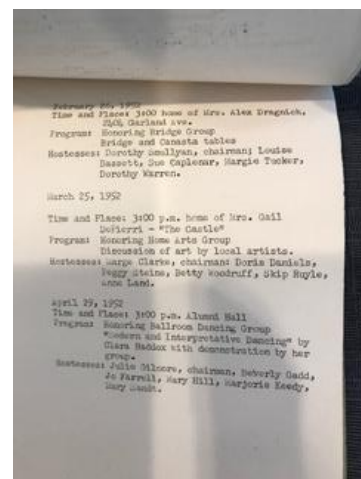 February 26, 1952
Time and Place: 3:00 home of Mrs. Alex Dragnich.
Garland Ave.
Program: Honoring Bridge Group
Bridge and Canasta tables
Hostesses: Dorothy Smullyan, chairman; Louise
Bassett, Sue Caplenor, Margie Tucker,
Dorothy Warren.
March 25, 1952
Time and Place: 3:00 p.m. home of Mrs. Gail
DePierri - "The Castle"
Program: Honoring Home Arts Group
Discussion of art by local artists.
Hostesses: Marge Clarke, chairman: Doris Daniels,
Peggy Steine, Betty Woodruff, Skip Huyle,
Anne Land.
April 29, 1952
Time and Place: 3:00 p.m. Alumni Hall
Program: Honoring Ballroom Dancing Group
"Modern and Interpretative Dancing" by
Clara Haddox with demonstration by her
group.
Hostesses: Julie Gilmore, chairman, Beverly Gadd,
Jo Farrell, Mary Hill, Marjorie Keedy,
Mary